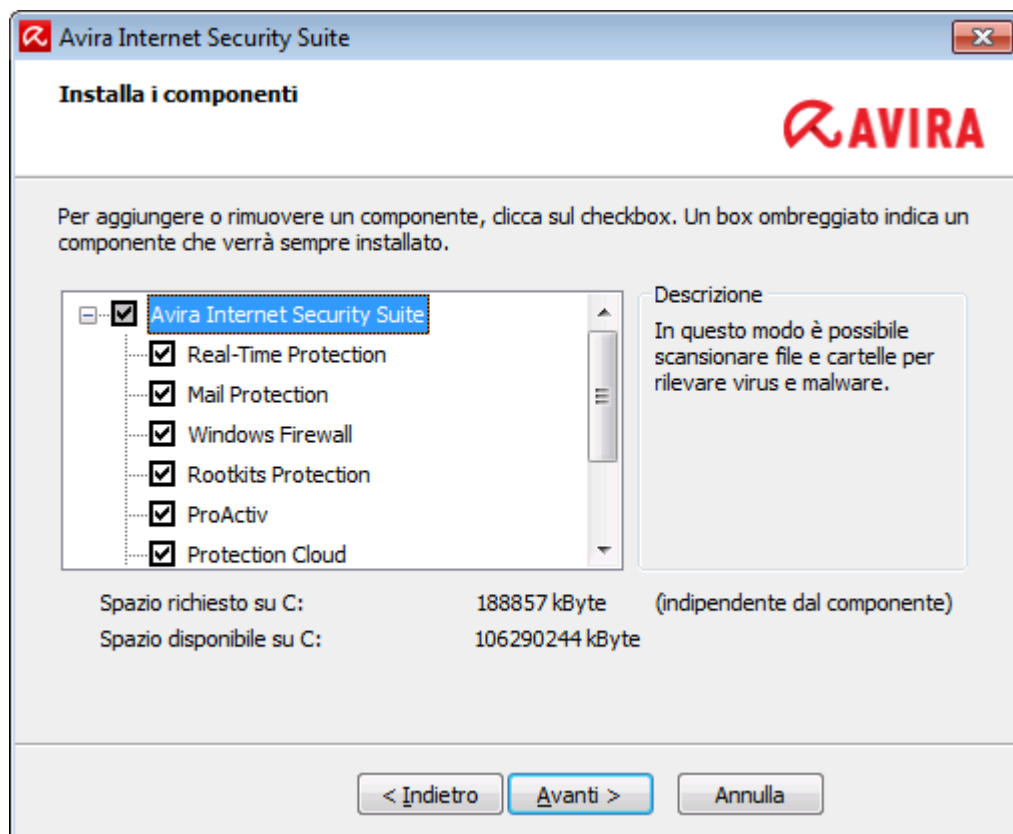 Avira Internet Security Suite
Installa i componenti
AVIRA
Per aggiungere o rimuovere un componente, clicca sul checkbox. Un box ombreggiato indica un
componente che verrà sempre installato.
Avira Internet Security Suite
Real-Time Protection
Mail Protection
Windows Firewall
Rootkits Protection
ProActiv
Protection Cloud
Descrizione
In questo modo è possibile
scansionare file e cartelle per
rilevare virus e malware.
Spazio richiesto su C: 188857 kByte (indipendente dal componente)
Spazio disponibile su C: 106290244 kByte
< Indietro
Avanti >
Annulla